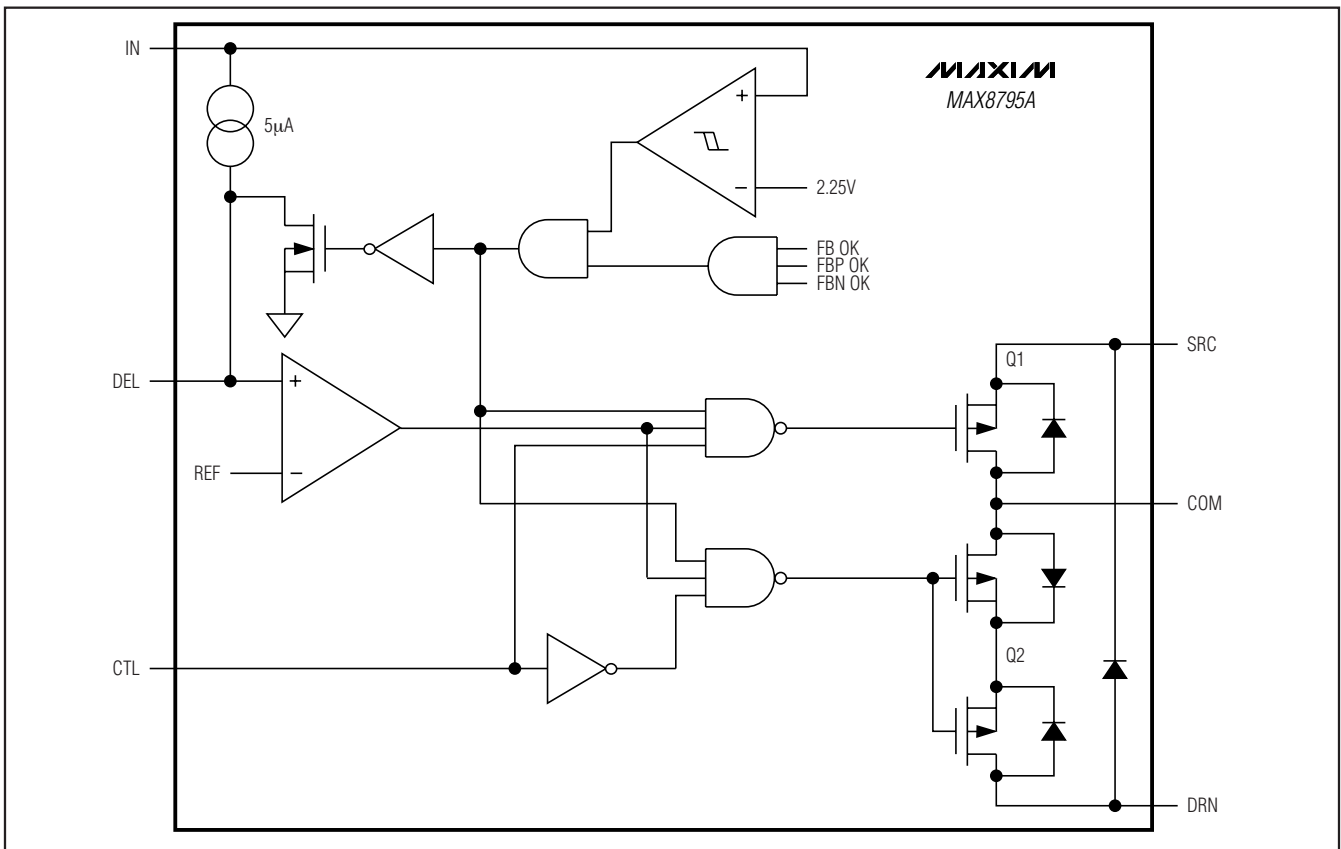 IN
MAXIM
MAX8795A
+
5µA
−
2.25V
FB OK
FBP OK
FBN OK
SRC
Q1
DEL
+
REF
−
COM
Q2
CTL
DRN